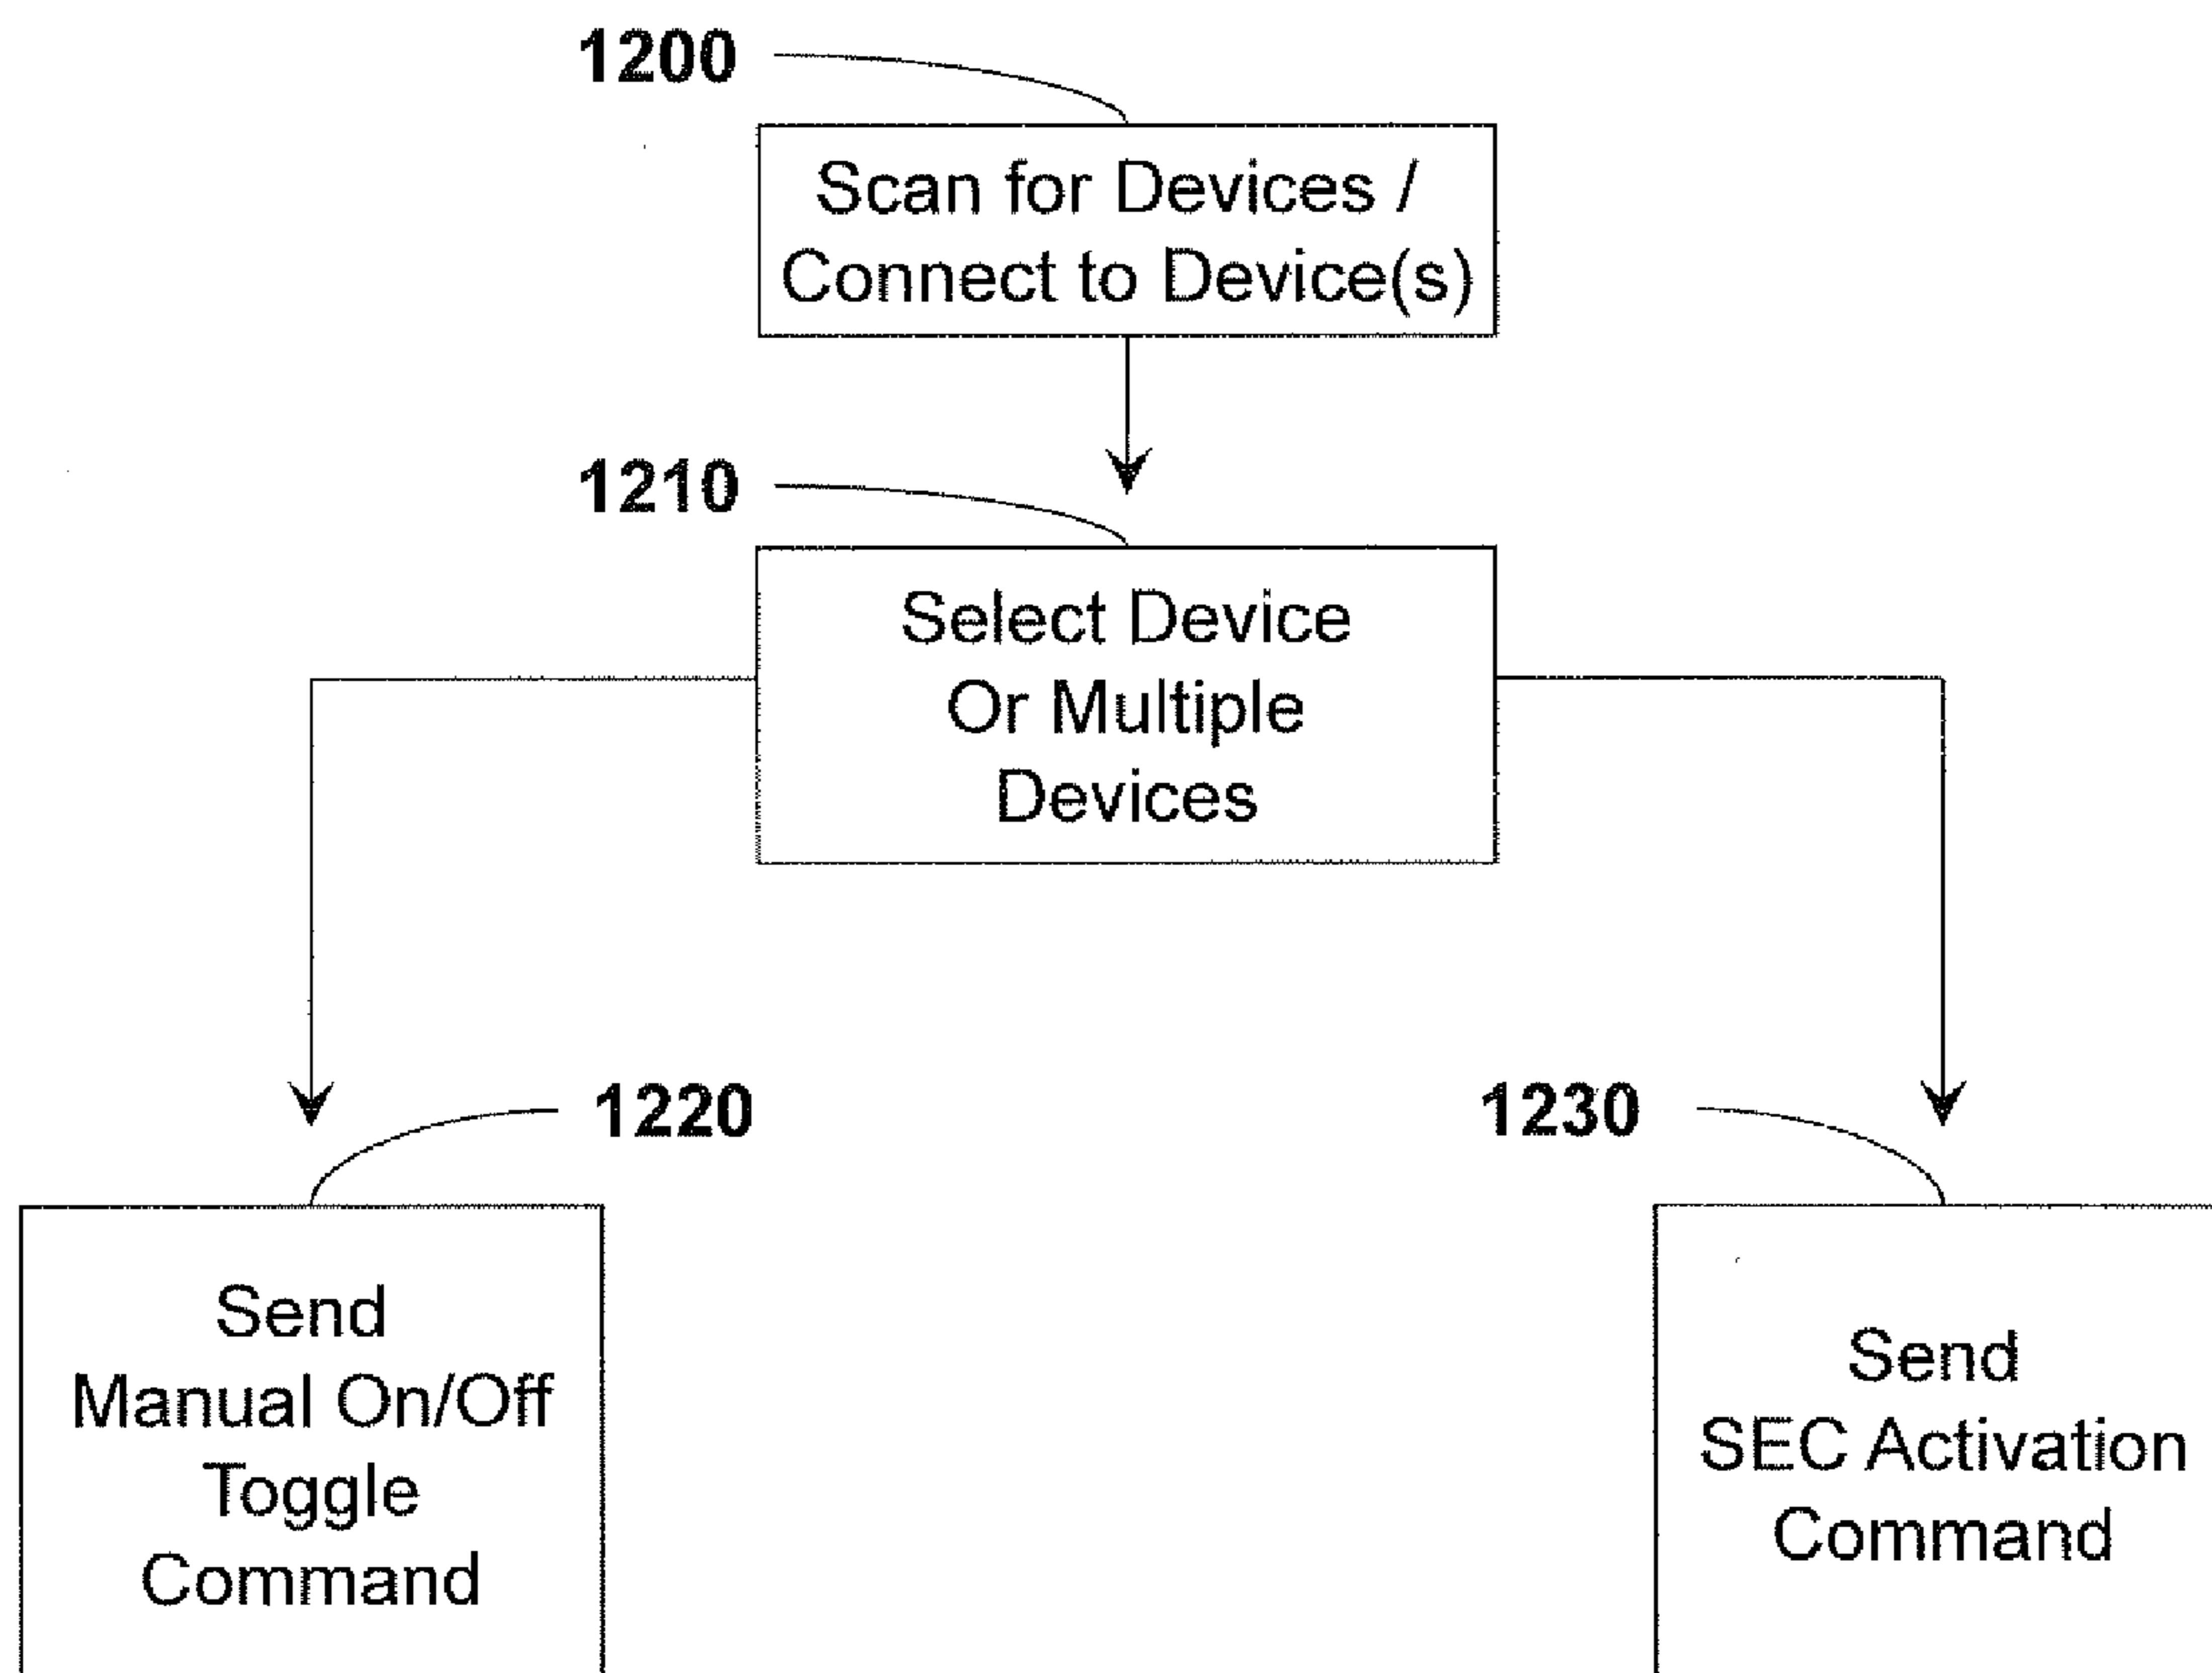 1200
Scan for Devices /
Connect to Device(s)
1210
Select Device
Or Multiple
Devices
1220
1230
Send
Manual On/Off
Toggle
Command
Send
SEC Activation
Command